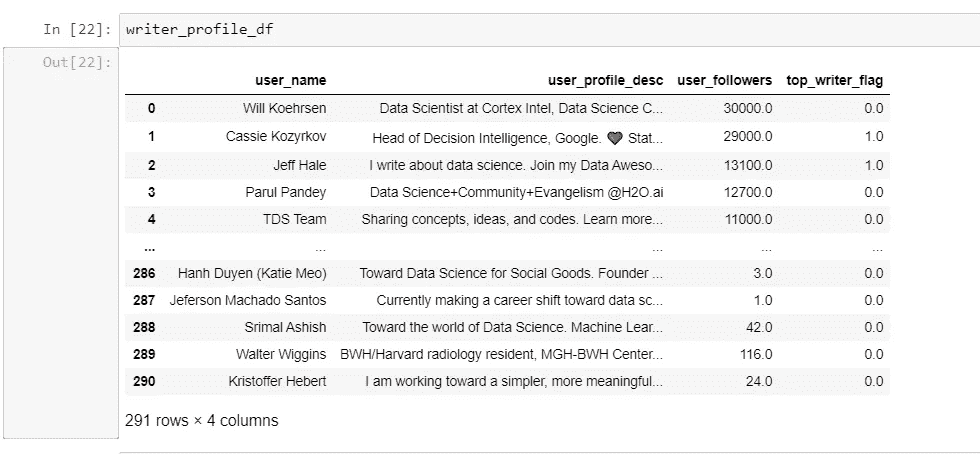 In [22]: writer_profile_df
Out[22]:
user_name user_profile_desc user_followers top_writer_flag
0 Will Koehrsen Data Scientist at Cortex Intel, Data Science C... 30000.0 0.0
1 Cassie Kozyrkov Head of Decision Intelligence, Google. 🖤 Stat... 29000.0 1.0
2 Jeff Hale I write about data science. Join my Data Aweso... 13100.0 1.0
3 Parul Pandey Data Science+Community+Evangelism @H2O.ai 12700.0 0.0
4 TDS Team Sharing concepts, ideas, and codes. Learn more... 11000.0 0.0
... ... ... ... ...
286 Hanh Duyen (Katie Meo) Toward Data Science for Social Goods. Founder ... 3.0 0.0
287 Jeferson Machado Santos Currently making a career shift toward data sc... 1.0 0.0
288 Srimal Ashish Toward the world of Data Science. Machine Lear... 42.0 0.0
289 Walter Wiggins BWH/Harvard radiology resident, MGH-BWH Center... 116.0 0.0
290 Kristoffer Hebert I am working toward a simpler, more meaningful... 24.0 0.0
291 rows × 4 columns